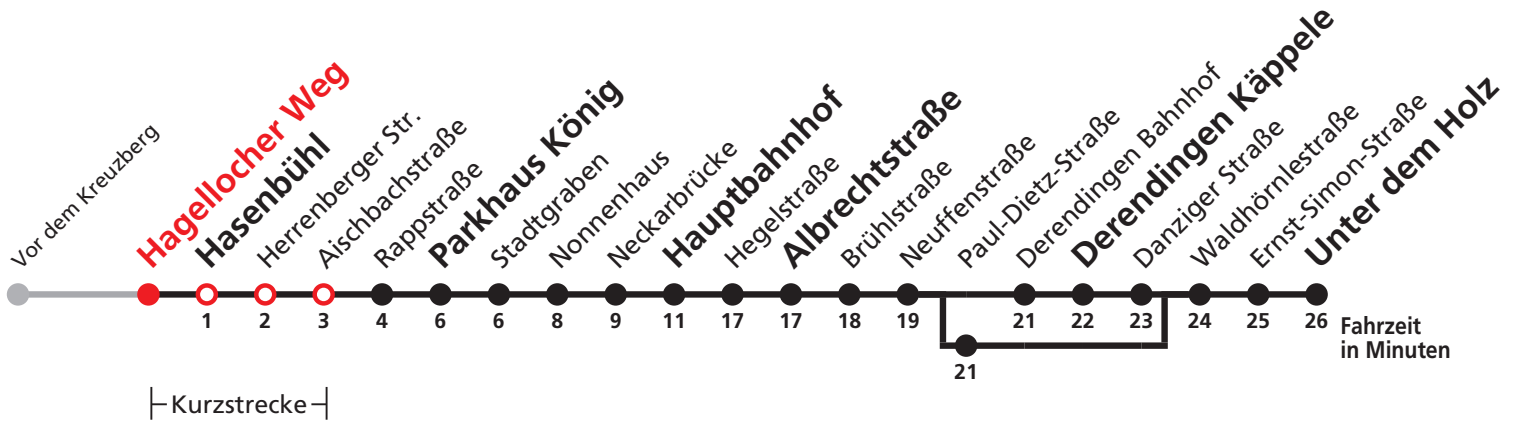 Vor dem Kreuzberg
Hagellocher Weg
Hasenbühl
Herrenberger Str.
Aischbachstraße
Rappstraße
Parkhaus König
Stadtgraben
Nonnenhaus
Neckarbrücke
Hauptbahnhof
Hegelstraße
Albrechtstraße
Brühlstraße
Neuffenstraße
Paul-Dietz-Straße
Derendingen Bahnhof
Derendingen Käppele
Danziger Straße
Waldhörnlestraße
Ernst-Simon-Straße
Unter dem Holz
1 2 3 4 6 6 8 9 11 17 17 18 19 21 22 23 24 25 26
Fahrzeit
in Minuten
21
Kurzstrecke